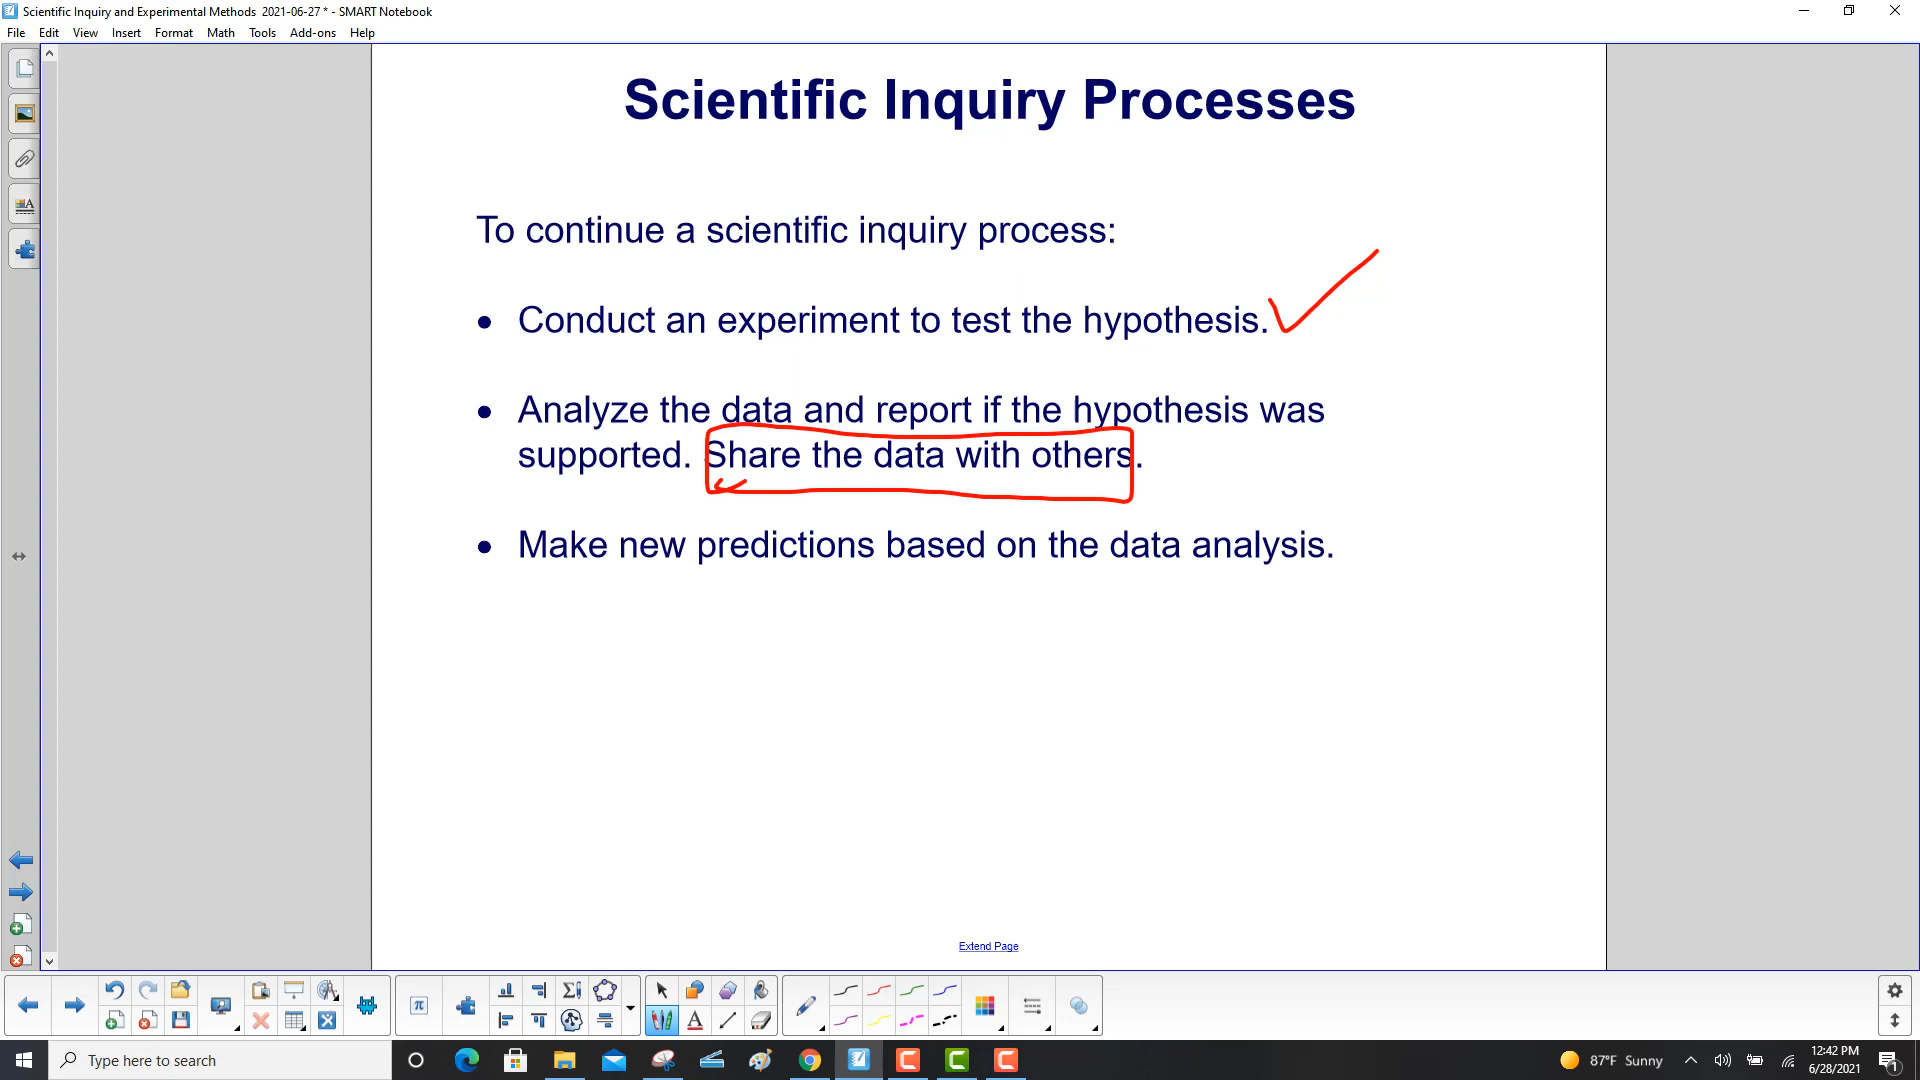 Scientific Inquiry and Experimental Methods 2021-06-27 * - SMART Notebook
File Edit View Insert Format Math Tools Add-ons Help
Scientific Inquiry Processes
To continue a scientific inquiry process:
• Conduct an experiment to test the hypothesis.
• Analyze the data and report if the hypothesis was
supported. Share the data with others.
• Make new predictions based on the data analysis.
Extend Page
Type here to search
87°F Sunny
12:42 PM
6/28/2021
1